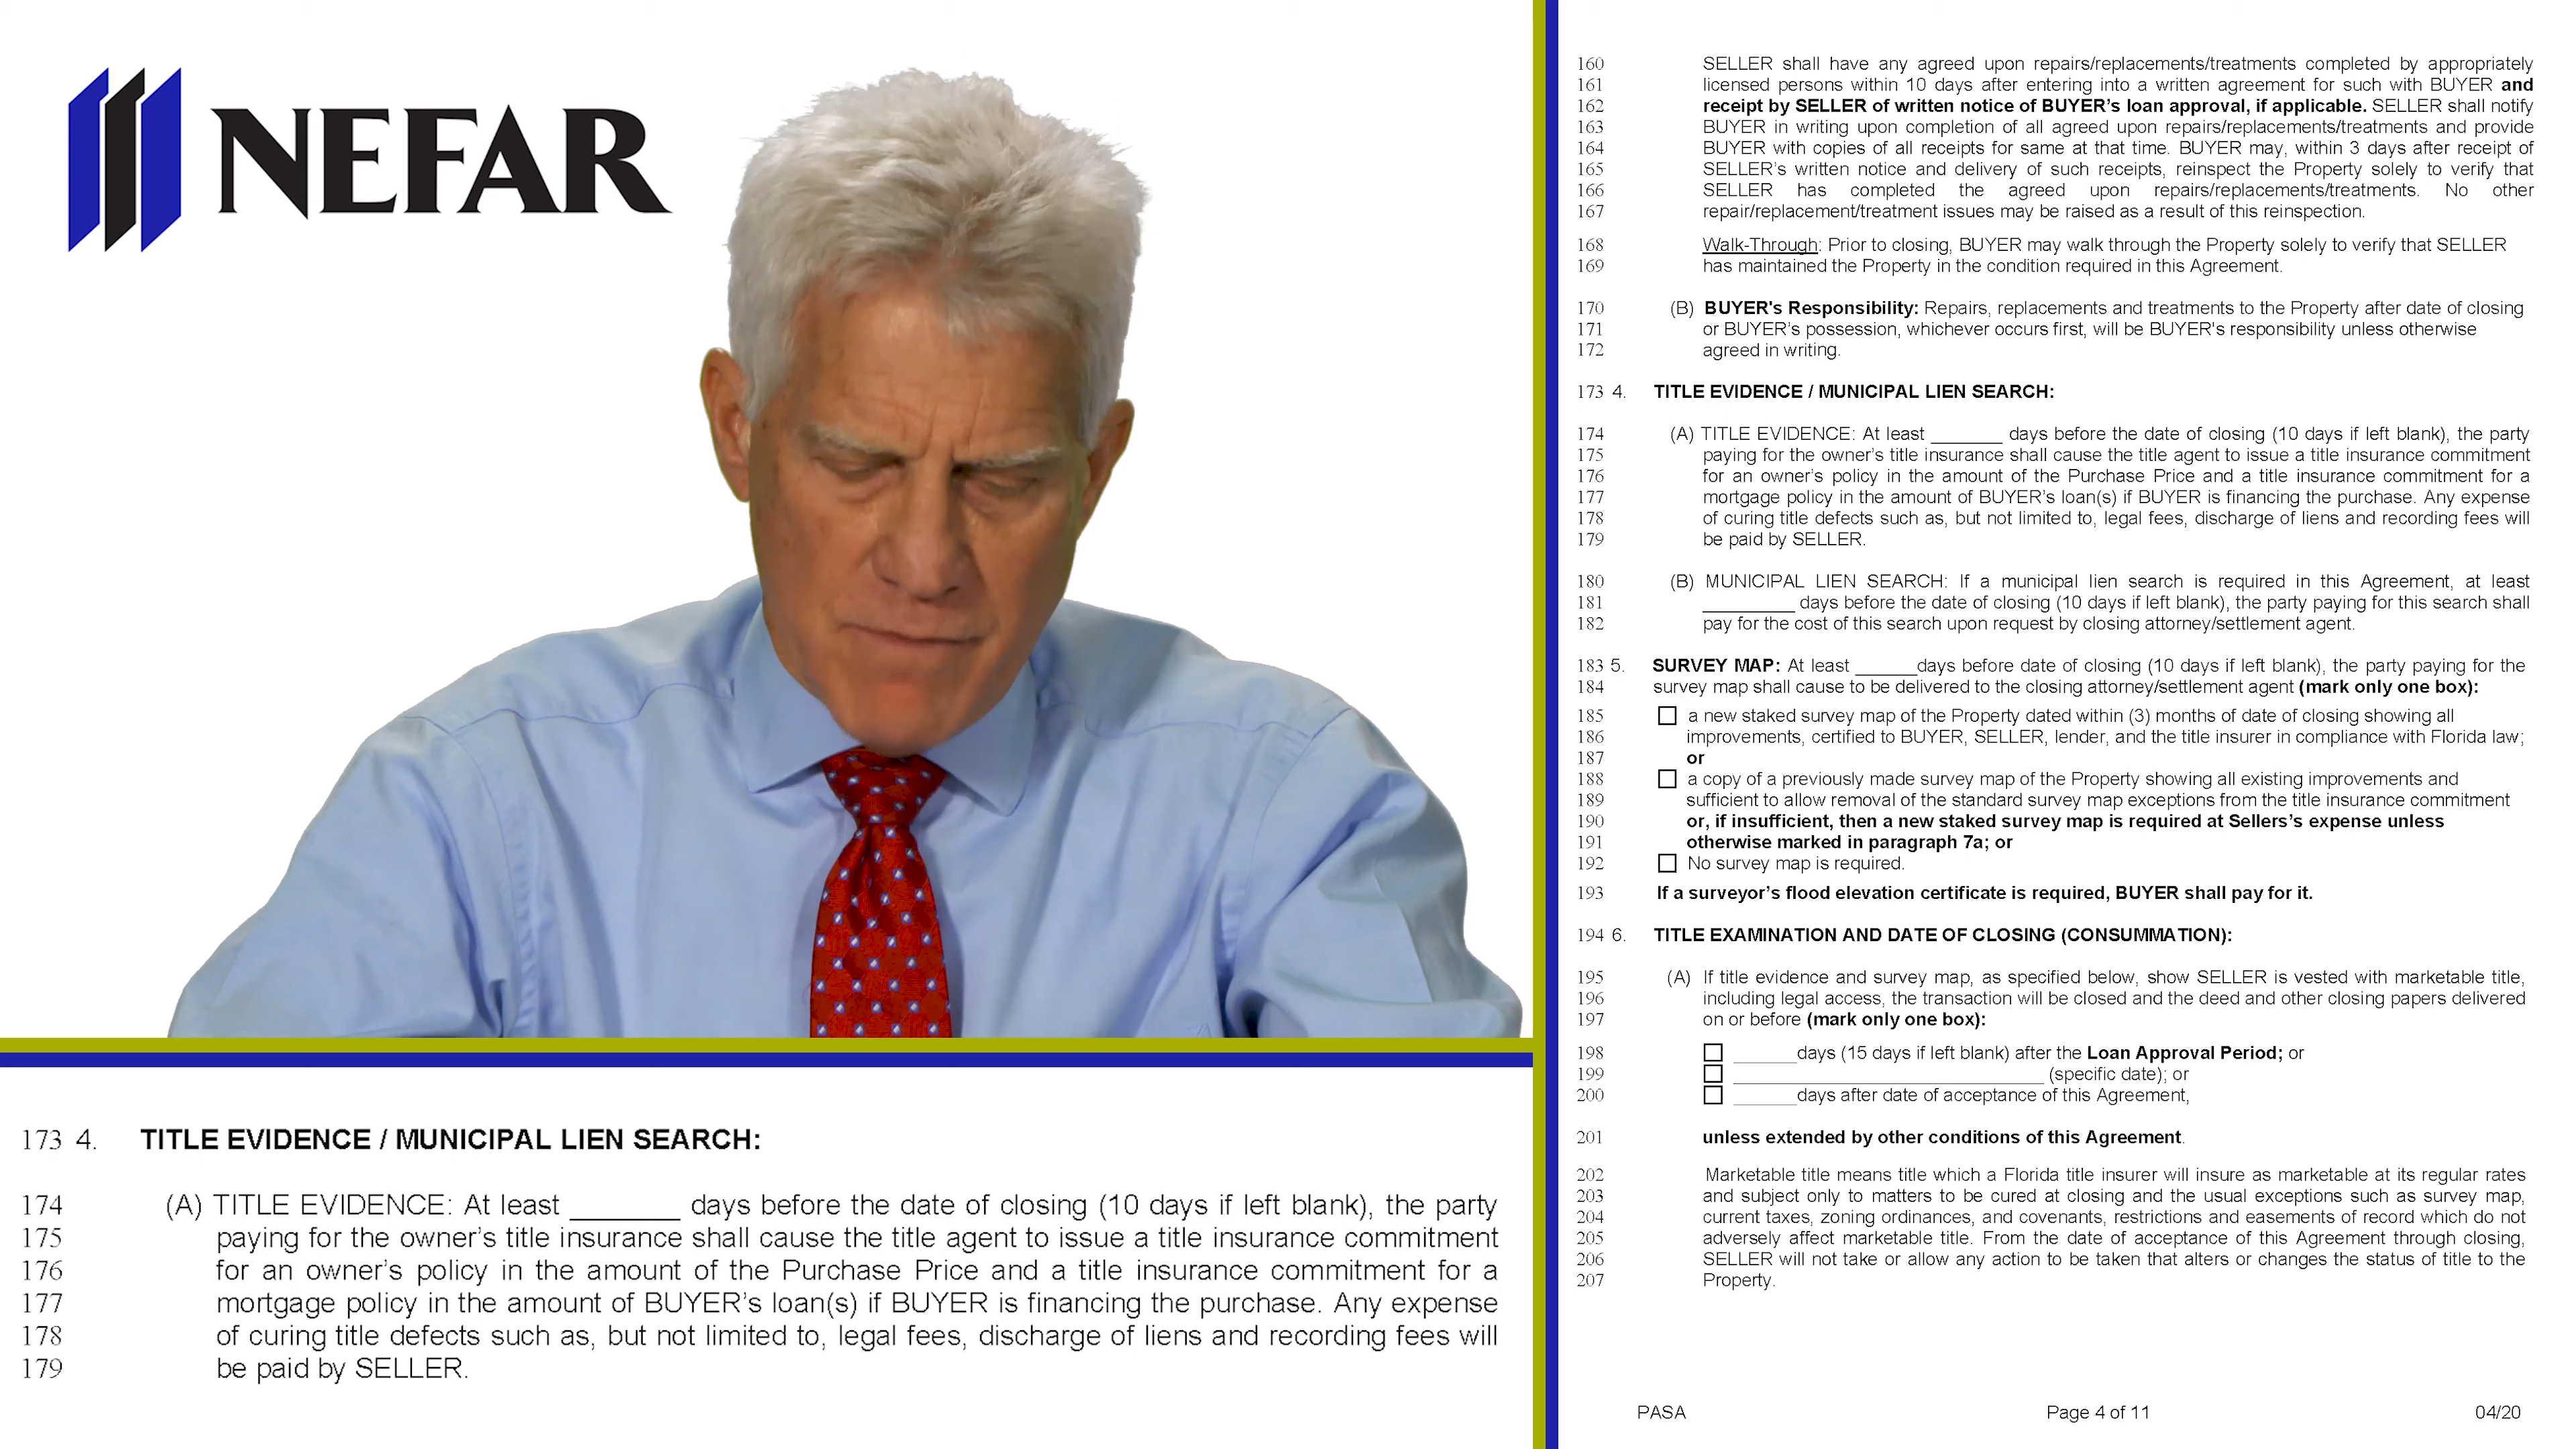 NEFAR
173 4. TITLE EVIDENCE / MUNICIPAL LIEN SEARCH:
174 (A) TITLE EVIDENCE: At least _______ days before the date of closing (10 days if left blank), the party
175 paying for the owner's title insurance shall cause the title agent to issue a title insurance commitment
176 for an owner's policy in the amount of the Purchase Price and a title insurance commitment for a
177 mortgage policy in the amount of BUYER's loan(s) if BUYER is financing the purchase. Any expense
178 of curing title defects such as, but not limited to, legal fees, discharge of liens and recording fees will
179 be paid by SELLER.
160 SELLER shall have any agreed upon repairs/replacements/treatments completed by appropriately
161 licensed persons within 10 days after entering into a written agreement for such with BUYER and
162 receipt by SELLER of written notice of BUYER's loan approval, if applicable. SELLER shall notify
163 BUYER in writing upon completion of all agreed upon repairs/replacements/treatments and provide
164 BUYER with copies of all receipts for same at that time. BUYER may, within 3 days after receipt of
165 SELLER's written notice and delivery of such receipts, reinspect the Property solely to verify that
166 SELLER has completed the agreed upon repairs/replacements/treatments. No other
167 repair/replacement/treatment issues may be raised as a result of this reinspection.
168 Walk-Through: Prior to closing, BUYER may walk through the Property solely to verify that SELLER
169 has maintained the Property in the condition required in this Agreement.
170 (B) BUYER's Responsibility: Repairs, replacements and treatments to the Property after date of closing
171 or BUYER's possession, whichever occurs first, will be BUYER's responsibility unless otherwise
172 agreed in writing.
173 4. TITLE EVIDENCE / MUNICIPAL LIEN SEARCH:
174 (A) TITLE EVIDENCE: At least _______ days before the date of closing (10 days if left blank), the party
175 paying for the owner's title insurance shall cause the title agent to issue a title insurance commitment
176 for an owner's policy in the amount of the Purchase Price and a title insurance commitment for a
177 mortgage policy in the amount of BUYER's loan(s) if BUYER is financing the purchase. Any expense
178 of curing title defects such as, but not limited to, legal fees, discharge of liens and recording fees will
179 be paid by SELLER.
180 (B) MUNICIPAL LIEN SEARCH: If a municipal lien search is required in this Agreement, at least
181 _________ days before the date of closing (10 days if left blank), the party paying for this search shall
182 pay for the cost of this search upon request by closing attorney/settlement agent.
183 5. SURVEY MAP: At least ______days before date of closing (10 days if left blank), the party paying for the
184 survey map shall cause to be delivered to the closing attorney/settlement agent (mark only one box):
185 ☐ a new staked survey map of the Property dated within (3) months of date of closing showing all
186 improvements, certified to BUYER, SELLER, lender, and the title insurer in compliance with Florida law;
187 or
188 ☐ a copy of a previously made survey map of the Property showing all existing improvements and
189 sufficient to allow removal of the standard survey map exceptions from the title insurance commitment
190 or, if insufficient, then a new staked survey map is required at Sellers's expense unless
191 otherwise marked in paragraph 7a; or
192 ☐ No survey map is required.
193 If a surveyor's flood elevation certificate is required, BUYER shall pay for it.
194 6. TITLE EXAMINATION AND DATE OF CLOSING (CONSUMMATION):
195 (A) If title evidence and survey map, as specified below, show SELLER is vested with marketable title,
196 including legal access, the transaction will be closed and the deed and other closing papers delivered
197 on or before (mark only one box):
198 ☐ ______days (15 days if left blank) after the Loan Approval Period; or
199 ☐ ______________________________ (specific date); or
200 ☐ ______days after date of acceptance of this Agreement,
201 unless extended by other conditions of this Agreement.
202 Marketable title means title which a Florida title insurer will insure as marketable at its regular rates
203 and subject only to matters to be cured at closing and the usual exceptions such as survey map,
204 current taxes, zoning ordinances, and covenants, restrictions and easements of record which do not
205 adversely affect marketable title. From the date of acceptance of this Agreement through closing,
206 SELLER will not take or allow any action to be taken that alters or changes the status of title to the
207 Property.
PASA Page 4 of 11 04/20